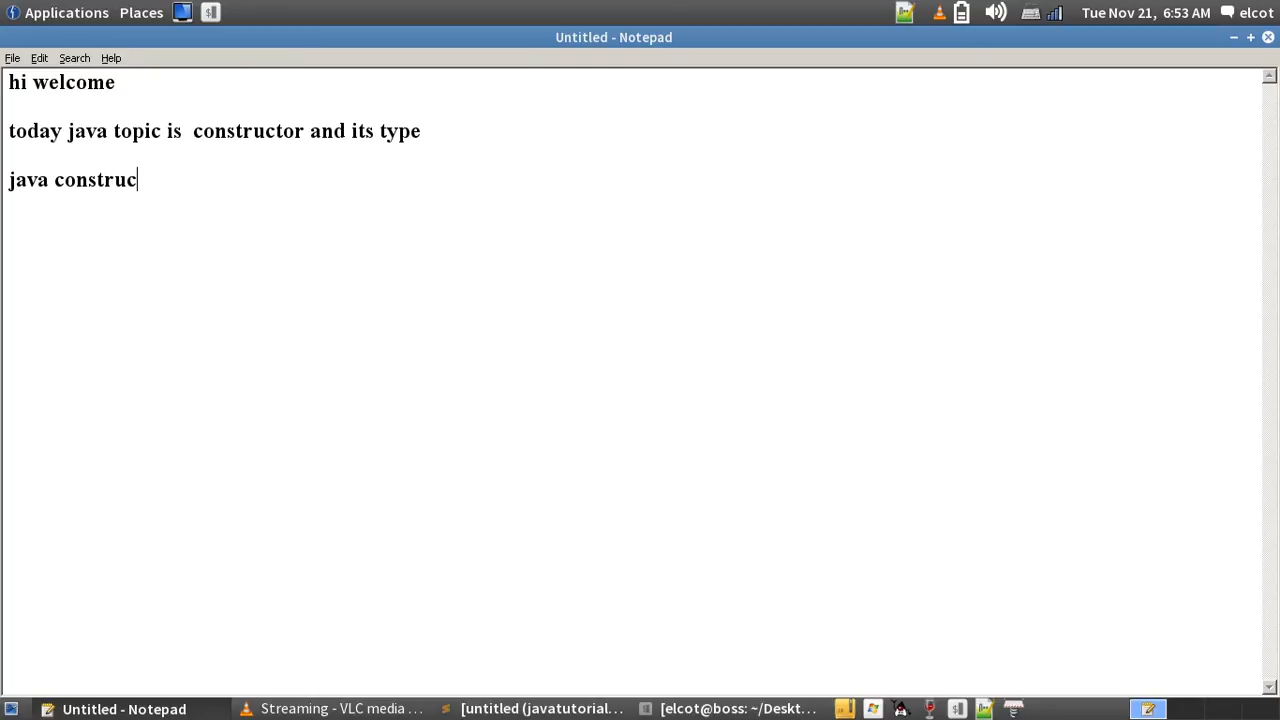 Applications Places Tue Nov 21, 6:53 AM elcot
Untitled - Notepad
File Edit Search Help
hi welcome
today java topic is  constructor and its type
java construc
Untitled - Notepad Streaming - VLC media ... [untitled (javatutorial... [elcot@boss: ~/Deskt...